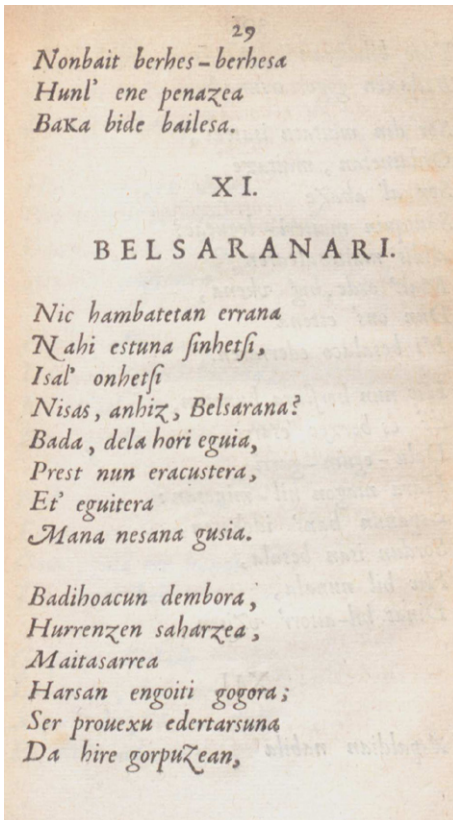 29
Nonbait berhes-berhesa
Hunl' ene penazea
Baka bide bailesa.
XI.
BELSARANARI.
Nic hambatetan errana
Nahi estuna ſinhetſi,
Isal' onhetſi
Nisas, anhiz, Belsarana?
Bada, dela hori eguia,
Prest nun eracustera,
Et' eguitera
Mana nesana gusia.
Badihoacun dembora,
Hurrenzen saharzea,
Maitasarrea
Harsan engoiti gogora;
Ser prouexu edertarsuna
Da hire gorpuzean,